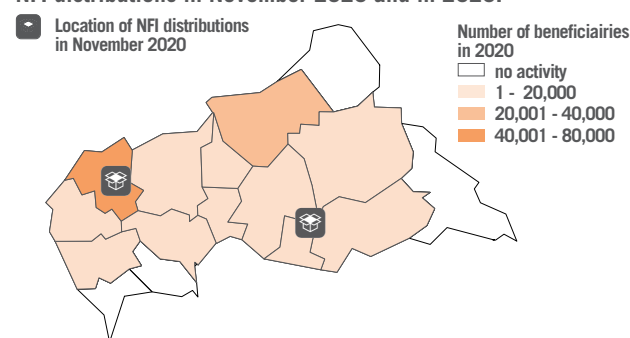 Location of NFI distributions
in November 2020
Number of beneficiairies
in 2020
no activity
1 - 20,000
20,001 - 40,000
40,001 - 80,000